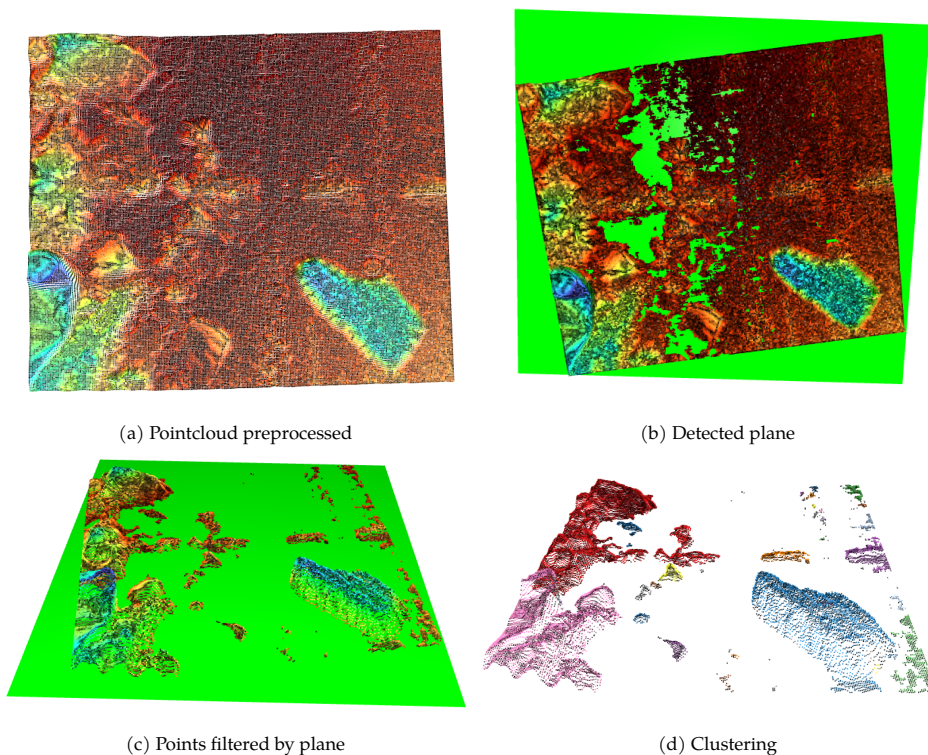 (a) Pointcloud preprocessed
(b) Detected plane
(c) Points filtered by plane
(d) Clustering